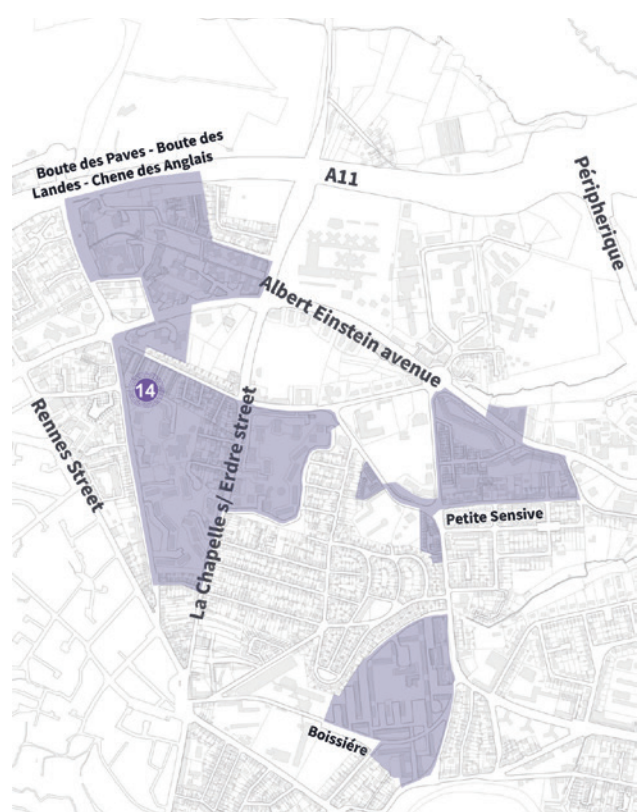 Boute des Paves - Boute des
Landes - Chene des Anglais
A11
Péripherique
Albert Einstein avenue
14
Rennes Street
La Chapelle s/ Erdre street
Petite Sensive
Boissiére